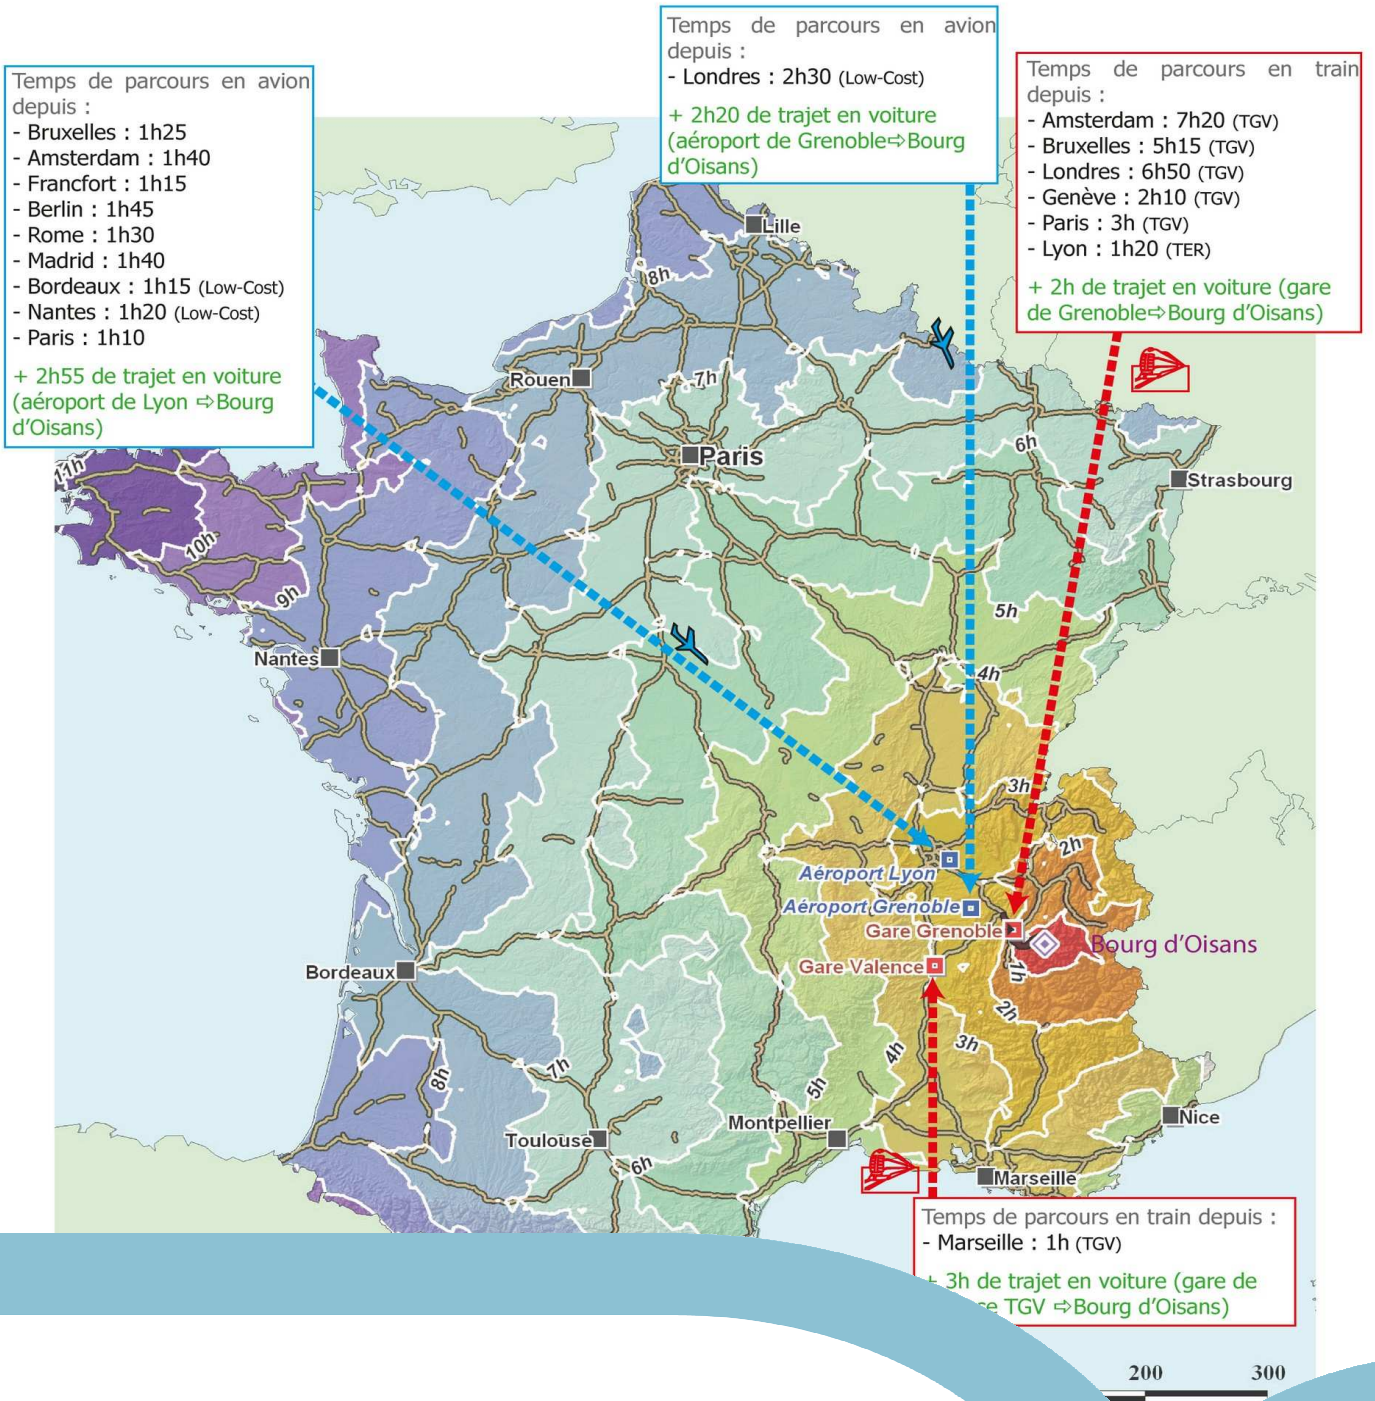 Temps de parcours en avion
depuis :
- Londres : 2h30 (Low-Cost)
+ 2h20 de trajet en voiture
(aéroport de Grenoble⇨Bourg
d'Oisans)
Temps de parcours en train
depuis :
- Amsterdam : 7h20 (TGV)
- Bruxelles : 5h15 (TGV)
- Londres : 6h50 (TGV)
- Genève : 2h10 (TGV)
- Paris : 3h (TGV)
- Lyon : 1h20 (TER)
+ 2h de trajet en voiture (gare
de Grenoble⇨Bourg d'Oisans)
Temps de parcours en avion
depuis :
- Bruxelles : 1h25
- Amsterdam : 1h40
- Francfort : 1h15
- Berlin : 1h45
- Rome : 1h30
- Madrid : 1h40
- Bordeaux : 1h15 (Low-Cost)
- Nantes : 1h20 (Low-Cost)
- Paris : 1h10
+ 2h55 de trajet en voiture
(aéroport de Lyon ⇨Bourg
d'Oisans)
Lille
8h
Rouen
7h
6h
Paris
11h
Strasbourg
10h
9h
5h
Nantes
4h
3h
2h
Aéroport Lyon
Aéroport Grenoble
Gare Grenoble
Bourg d'Oisans
Gare Valence
1h
Bordeaux
2h
3h
4h
7h
8h
5h
Nice
Montpellier
Toulouse
6h
Marseille
Temps de parcours en train depuis :
- Marseille : 1h (TGV)
+ 3h de trajet en voiture (gare de
TGV ⇨Bourg d'Oisans)
200 300